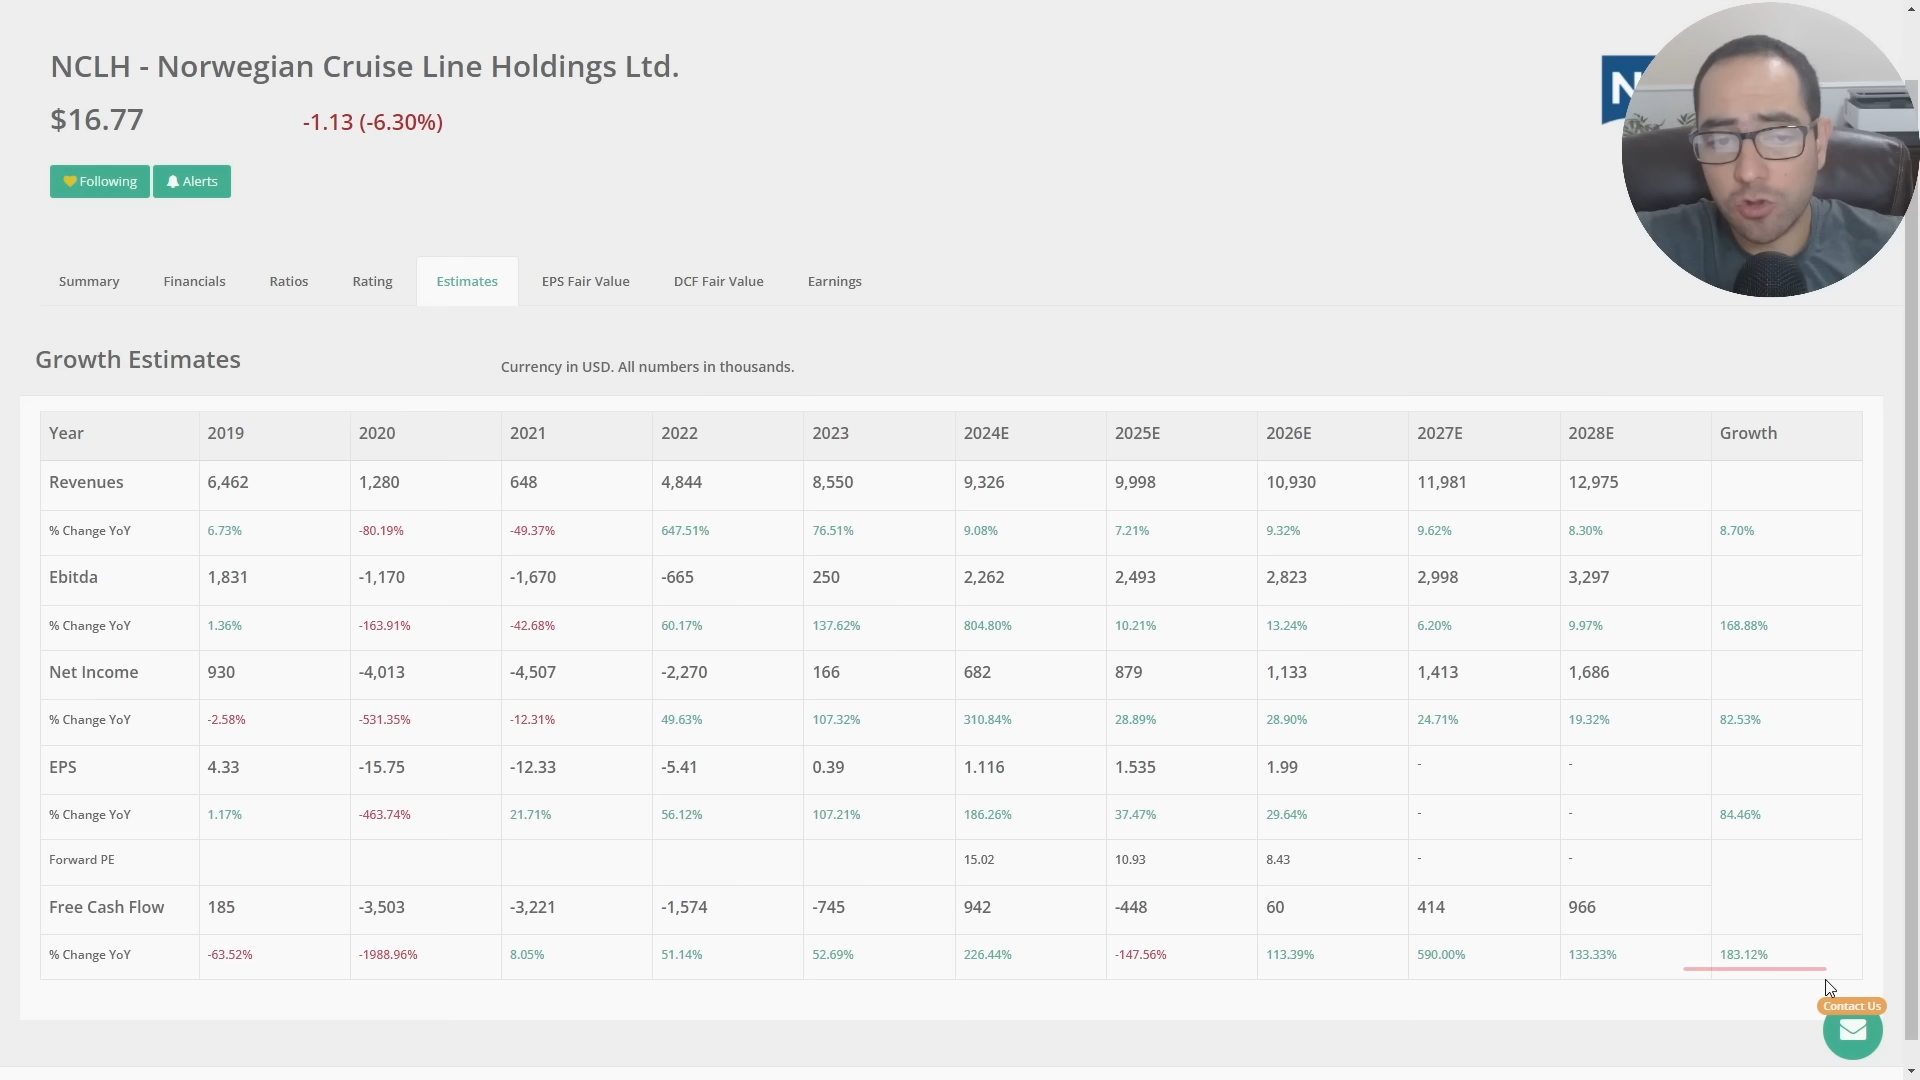 NCLH - Norwegian Cruise Line Holdings Ltd.
N
$16.77 -1.13 (-6.30%)
Following Alerts
Summary Financials Ratios Rating Estimates EPS Fair Value DCF Fair Value Earnings
Growth Estimates Currency in USD. All numbers in thousands.
Year 2019 2020 2021 2022 2023 2024E 2025E 2026E 2027E 2028E Growth
Revenues 6,462 1,280 648 4,844 8,550 9,326 9,998 10,930 11,981 12,975
% Change YoY 6.73% -80.19% -49.37% 647.51% 76.51% 9.08% 7.21% 9.32% 9.62% 8.30% 8.70%
Ebitda 1,831 -1,170 -1,670 -665 250 2,262 2,493 2,823 2,998 3,297
% Change YoY 1.36% -163.91% -42.68% 60.17% 137.62% 804.80% 10.21% 13.24% 6.20% 9.97% 168.88%
Net Income 930 -4,013 -4,507 -2,270 166 682 879 1,133 1,413 1,686
% Change YoY -2.58% -531.35% -12.31% 49.63% 107.32% 310.84% 28.89% 28.90% 24.71% 19.32% 82.53%
EPS 4.33 -15.75 -12.33 -5.41 0.39 1.116 1.535 1.99 - -
% Change YoY 1.17% -463.74% 21.71% 56.12% 107.21% 186.26% 37.47% 29.64% - - 84.46%
Forward PE 15.02 10.93 8.43 - -
Free Cash Flow 185 -3,503 -3,221 -1,574 -745 942 -448 60 414 966
% Change YoY -63.52% -1988.96% 8.05% 51.14% 52.69% 226.44% -147.56% 113.39% 590.00% 133.33% 183.12%
Contact Us